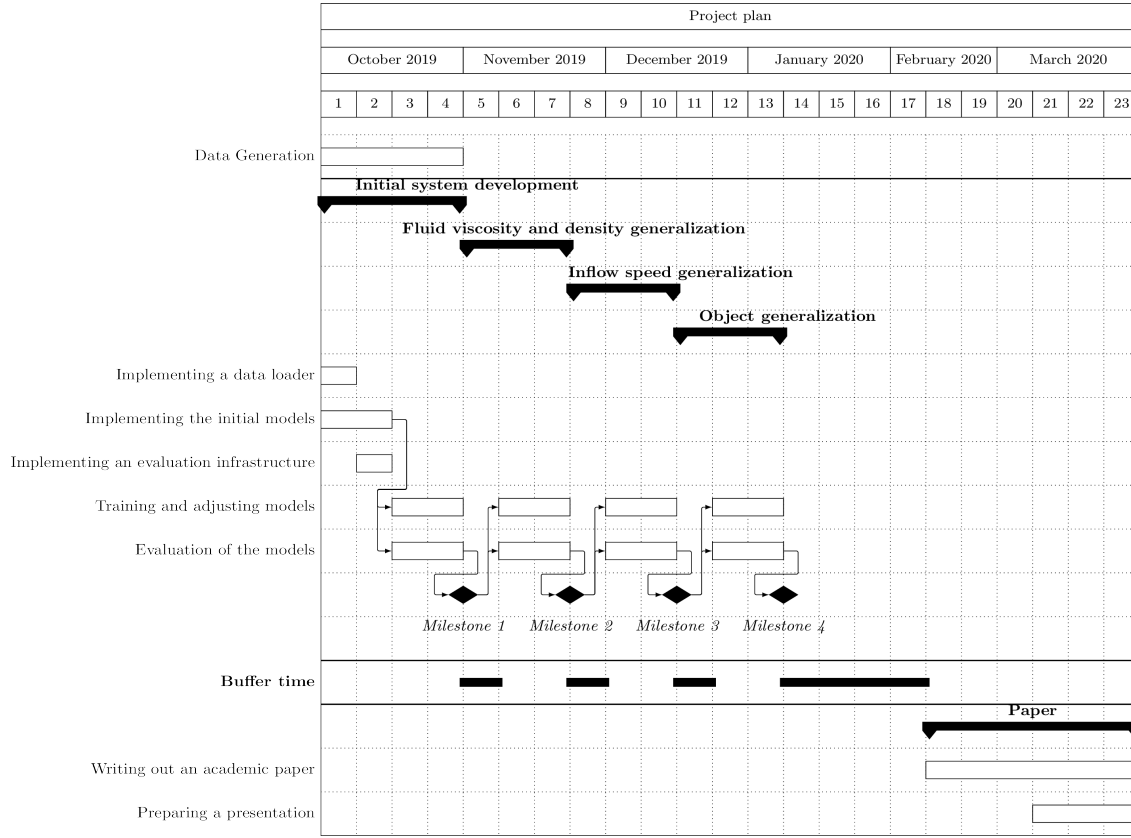 Project plan
October 2019 November 2019 December 2019 January 2020 February 2020 March 2020
1 2 3 4 5 6 7 8 9 10 11 12 13 14 15 16 17 18 19 20 21 22 23
Data Generation
Initial system development
Fluid viscosity and density generalization
Inflow speed generalization
Object generalization
Implementing a data loader
Implementing the initial models
Implementing an evaluation infrastructure
Training and adjusting models
Evaluation of the models
Milestone 1 Milestone 2 Milestone 3 Milestone 4
Buffer time
Paper
Writing out an academic paper
Preparing a presentation